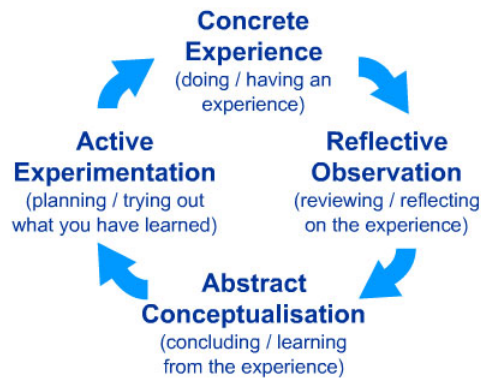 Concrete
Experience
(doing / having an
experience)
Reflective
Observation
(reviewing / reflecting
on the experience)
Abstract
Conceptualisation
(concluding / learning
from the experience)
Active
Experimentation
(planning / trying out
what you have learned)